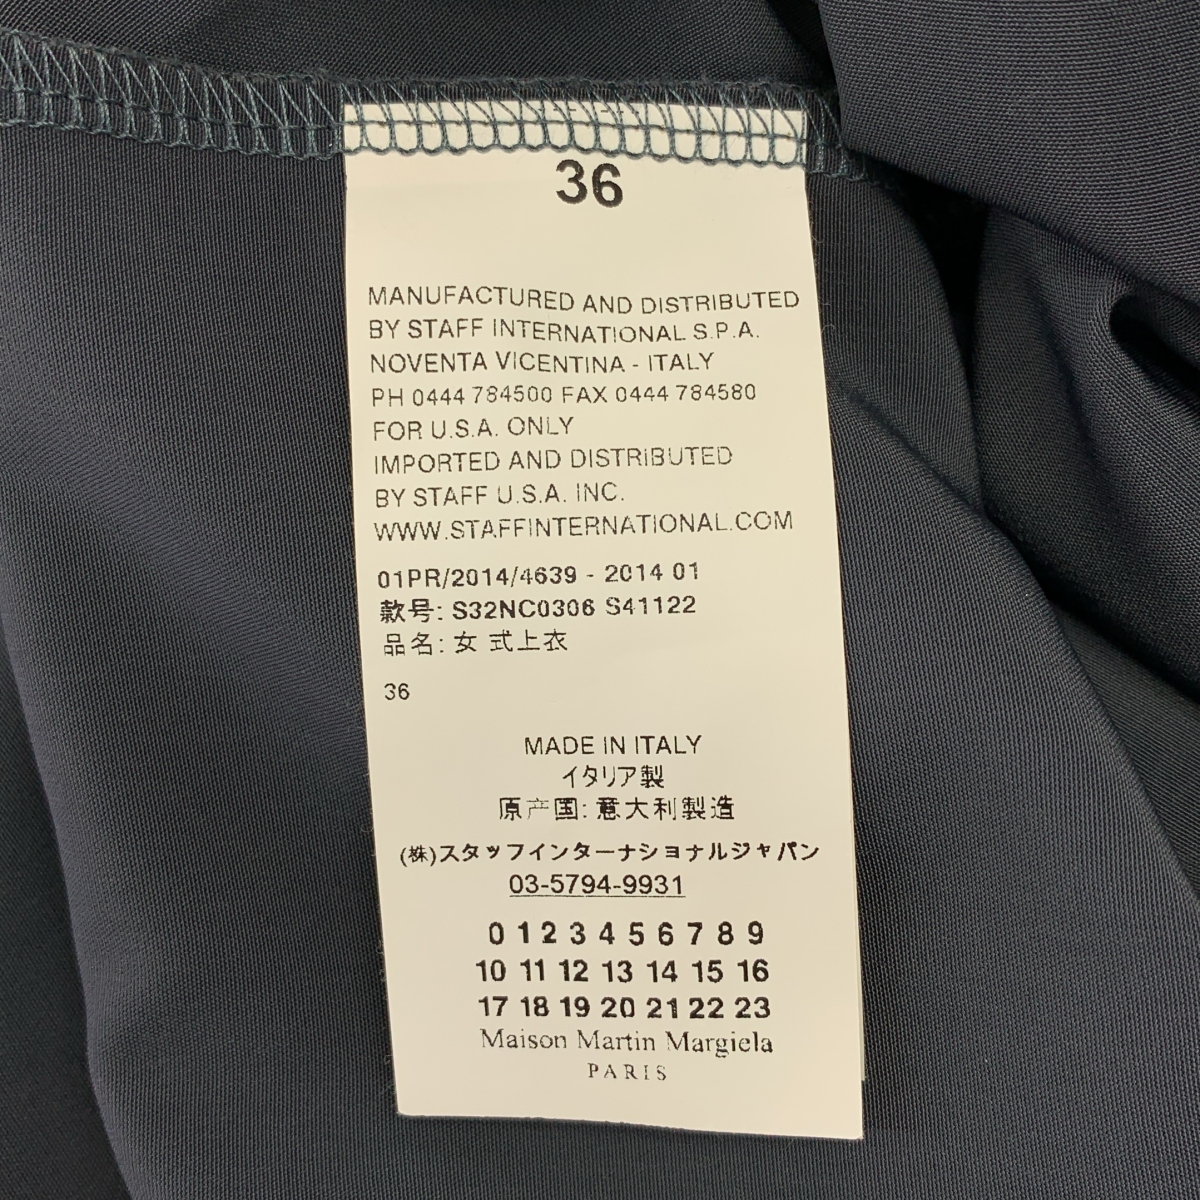 36
MANUFACTURED AND DISTRIBUTED
BY STAFF INTERNATIONAL S.P.A.
NOVENTA VICENTINA - ITALY
PH 0444 784500 FAX 0444 784580
FOR U.S.A. ONLY
IMPORTED AND DISTRIBUTED
BY STAFF U.S.A. INC.
WWW.STAFFINTERNATIONAL.COM
01PR/2014/4639 - 2014 01
款号: S32NC0306 S41122
品名: 女 式上衣
36
MADE IN ITALY
イタリア製
原产国: 意大利製造
(株)スタッフインターナショナルジャパン
03-5794-9931
0 1 2 3 4 5 6 7 8 9
10 11 12 13 14 15 16
17 18 19 20 21 22 23
Maison Martin Margiela
PARIS